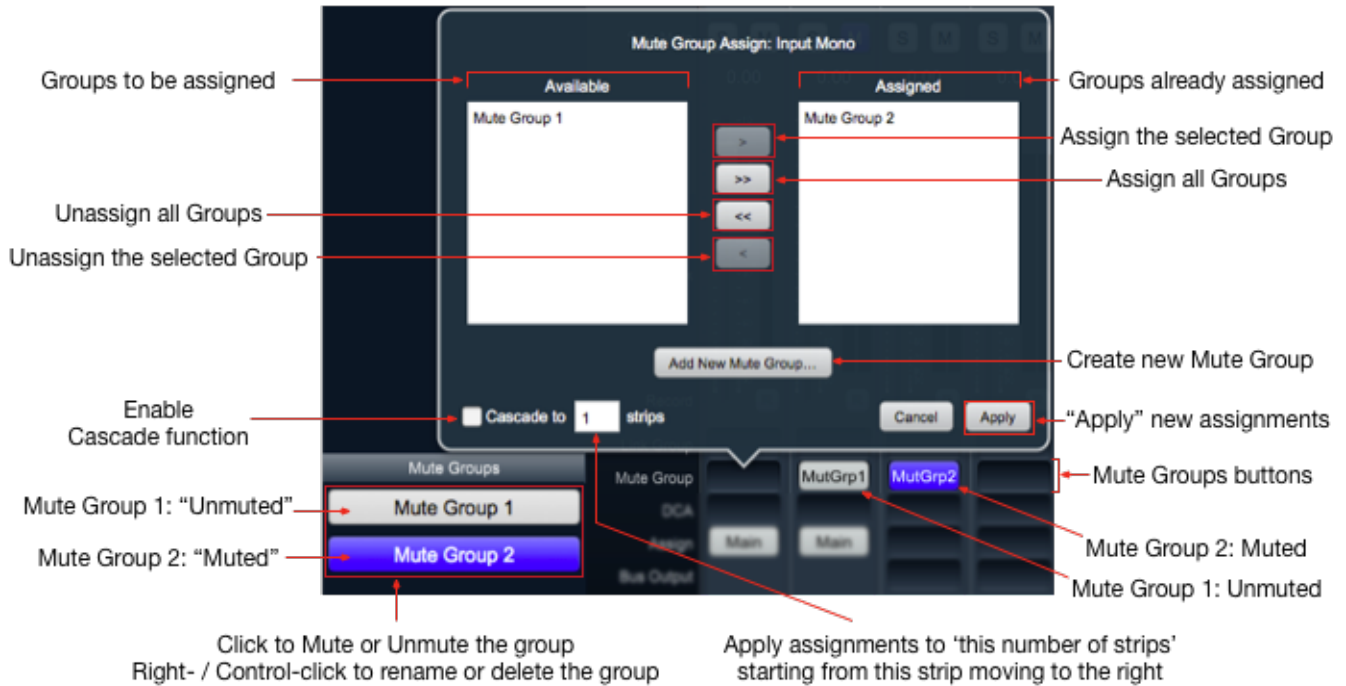 Mute Group Assign: Input Mono
Groups to be assigned
Available
Assigned
Groups already assigned
Mute Group 1
Mute Group 2
>
Assign the selected Group
>>
Assign all Groups
Unassign all Groups
<<
Unassign the selected Group
<
Add New Mute Group...
Create new Mute Group
Enable
Cascade function
Cascade to 1 strips
Cancel
Apply
“Apply” new assignments
Mute Groups
Mute Group
MutGrp1
MutGrp2
Mute Groups buttons
Mute Group 1: “Unmuted”
Mute Group 1
DCA
Mute Group 2: “Muted”
Mute Group 2
Assign
Main
Main
Mute Group 2: Muted
Bus Output
Mute Group 1: Unmuted
Click to Mute or Unmute the group
Right- / Control-click to rename or delete the group
Apply assignments to ‘this number of strips’
starting from this strip moving to the right